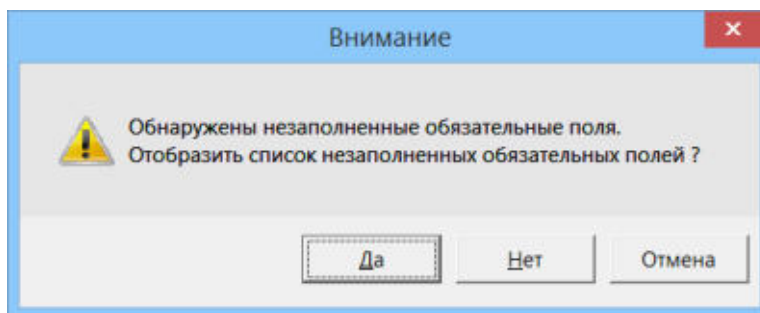 Внимание
Обнаружены незаполненные обязательные поля.
Отобразить список незаполненных обязательных полей ?
Да
Нет
Отмена